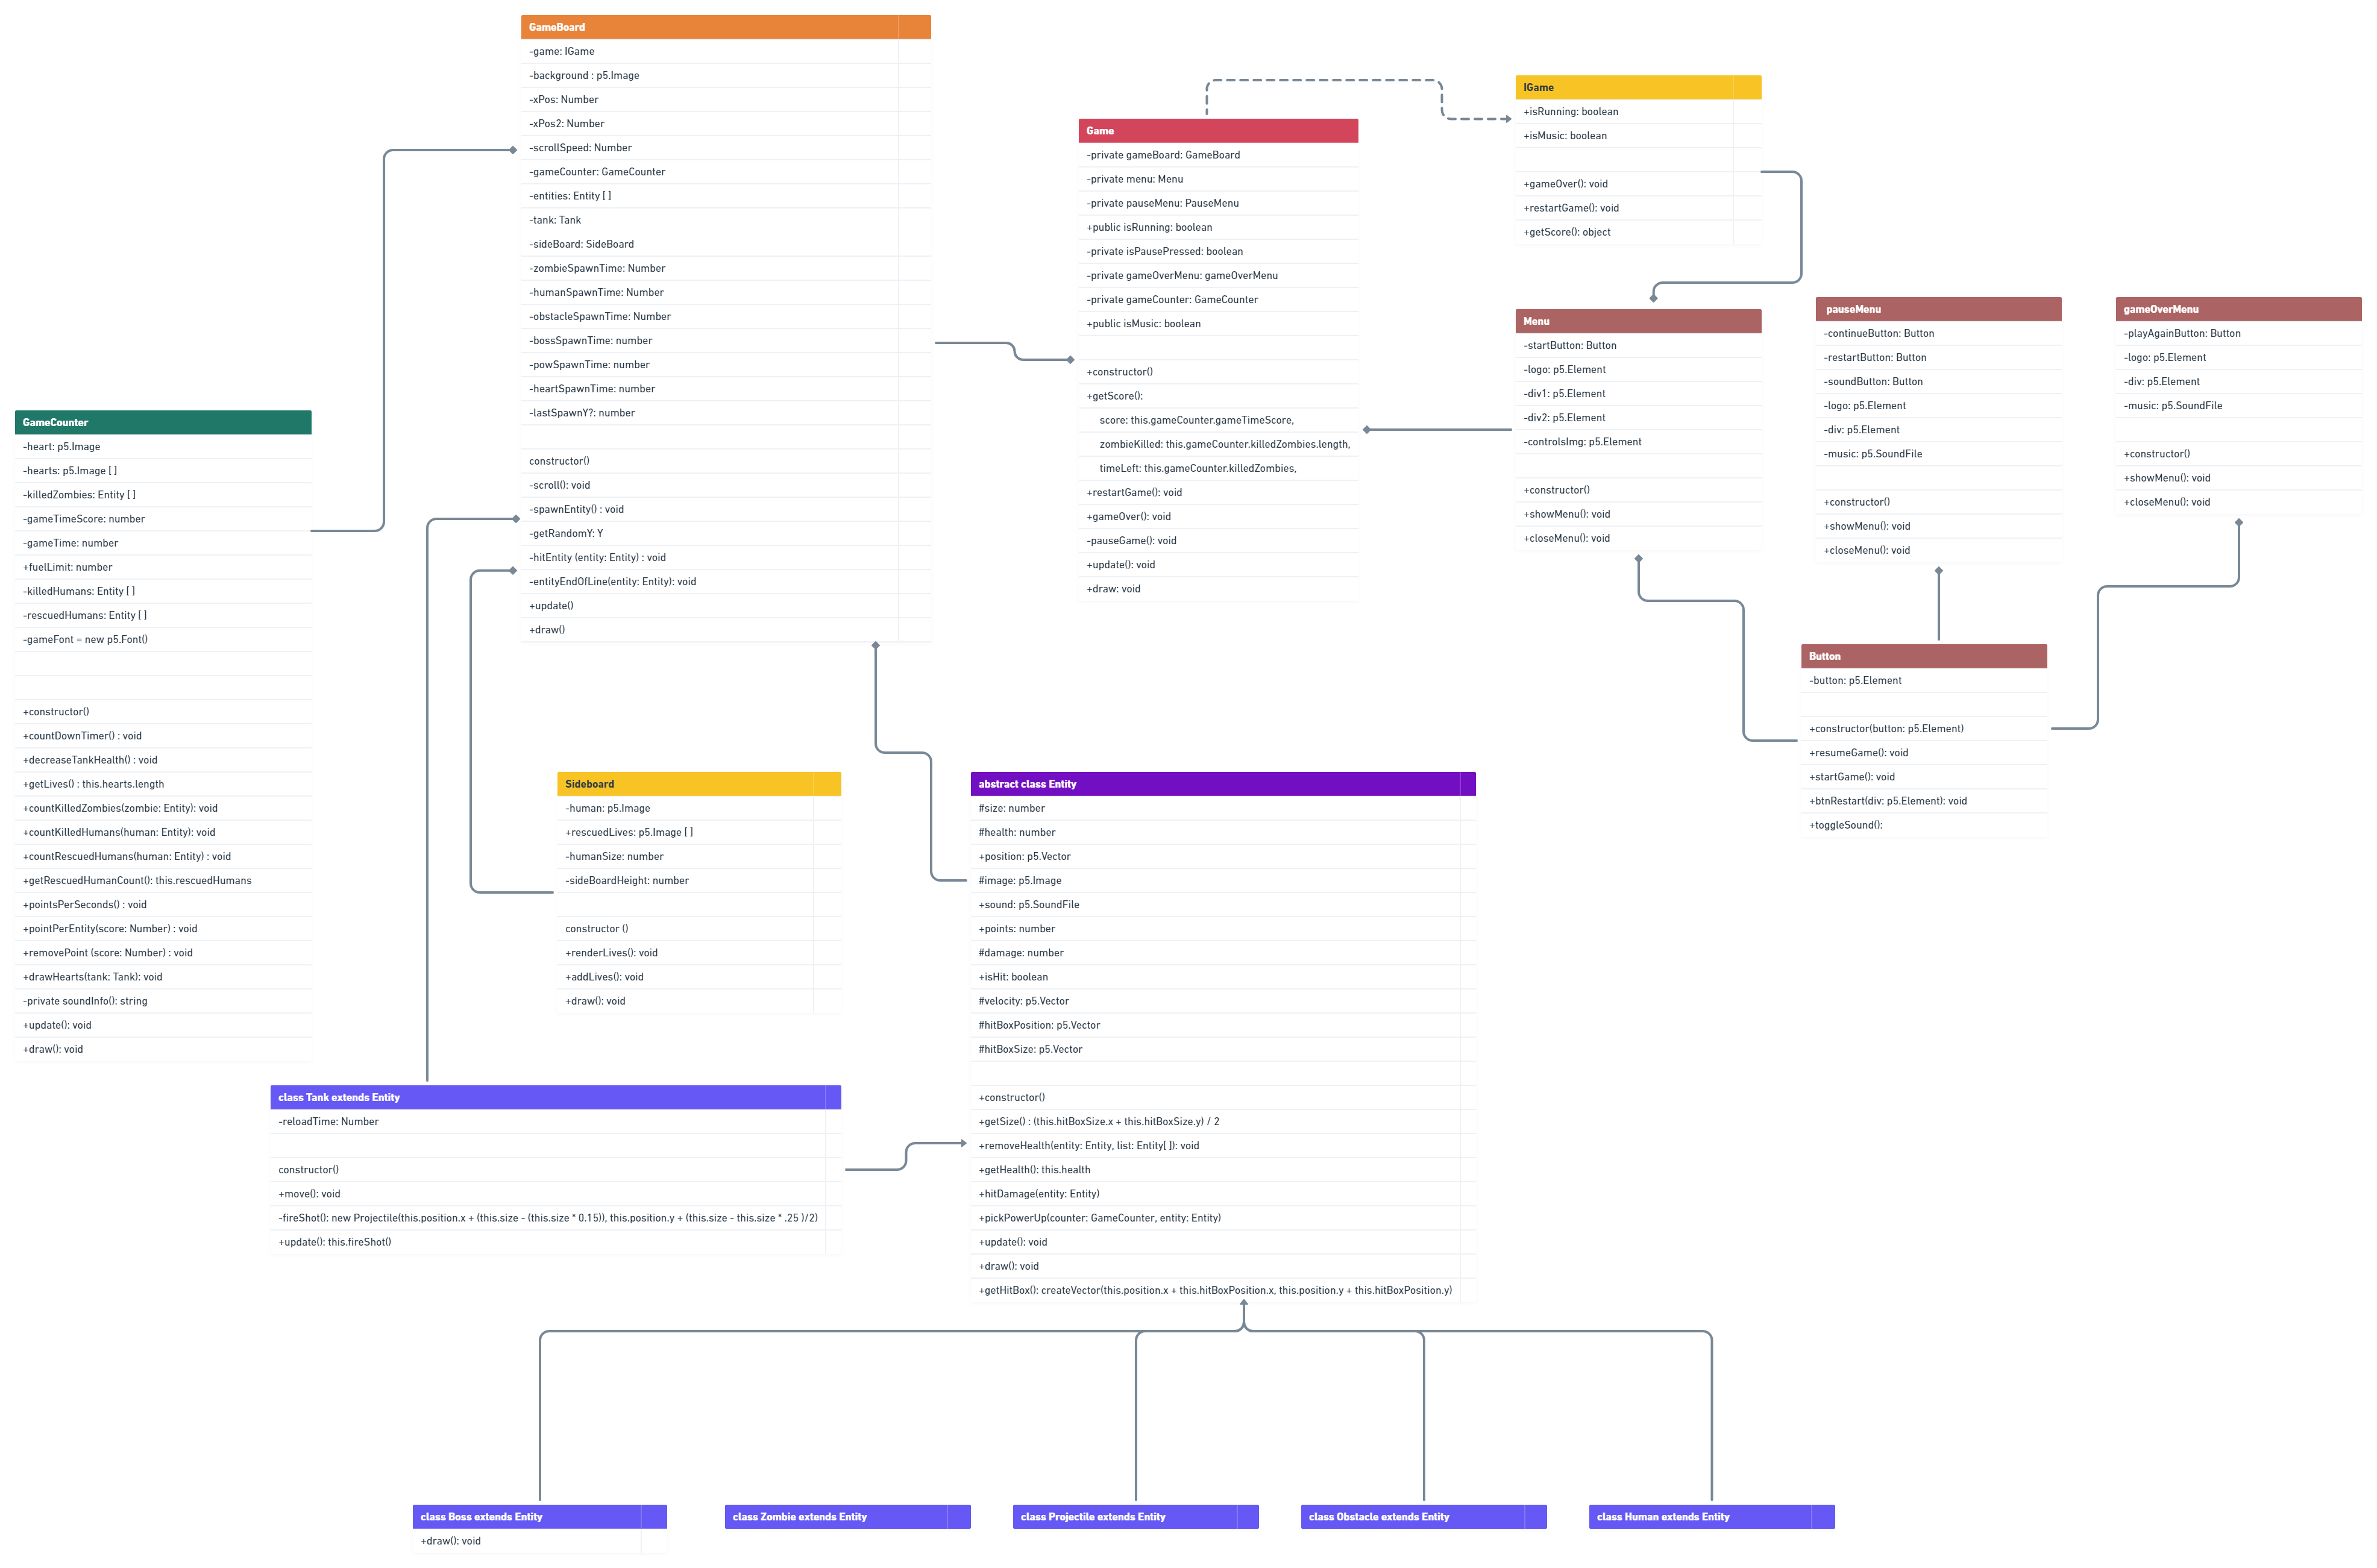 GameBoard
-game: IGame
-background : p5.Image
-xPos: Number
-xPos2: Number
-scrollSpeed: Number
-gameCounter: GameCounter
-entities: Entity [ ]
-tank: Tank
-sideBoard: SideBoard
-zombieSpawnTime: Number
-humanSpawnTime: Number
-obstacleSpawnTime: Number
-bossSpawnTime: number
-powSpawnTime: number
-heartSpawnTime: number
-lastSpawnY?: number
constructor()
-scroll(): void
-spawnEntity() : void
-getRandomY: Y
-hitEntity (entity: Entity) : void
-entityEndOfLine(entity: Entity): void
+update()
+draw()
Game
-private gameBoard: GameBoard
-private menu: Menu
-private pauseMenu: PauseMenu
+public isRunning: boolean
-private isPausePressed: boolean
-private gameOverMenu: gameOverMenu
-private gameCounter: GameCounter
+public isMusic: boolean
+constructor()
+getScore():
score: this.gameCounter.gameTimeScore,
zombieKilled: this.gameCounter.killedZombies.length,
timeLeft: this.gameCounter.killedZombies,
+restartGame(): void
+gameOver(): void
-pauseGame(): void
+update(): void
+draw: void
IGame
+isRunning: boolean
+isMusic: boolean
+gameOver(): void
+restartGame(): void
+getScore(): object
Menu
-startButton: Button
-logo: p5.Element
-div1: p5.Element
-div2: p5.Element
-controlsImg: p5.Element
+constructor()
+showMenu(): void
+closeMenu(): void
pauseMenu
-continueButton: Button
-restartButton: Button
-soundButton: Button
-logo: p5.Element
-div: p5.Element
-music: p5.SoundFile
+constructor()
+showMenu(): void
+closeMenu(): void
gameOverMenu
-playAgainButton: Button
-logo: p5.Element
-div: p5.Element
-music: p5.SoundFile
+constructor()
+showMenu(): void
+closeMenu(): void
GameCounter
-heart: p5.Image
-hearts: p5.Image [ ]
-killedZombies: Entity [ ]
-gameTimeScore: number
-gameTime: number
+fuelLimit: number
-killedHumans: Entity [ ]
-rescuedHumans: Entity [ ]
-gameFont = new p5.Font()
+constructor()
+countDownTimer() : void
+decreaseTankHealth() : void
+getLives() : this.hearts.length
+countKilledZombies(zombie: Entity): void
+countKilledHumans(human: Entity): void
+countRescuedHumans(human: Entity) : void
+getRescuedHumanCount(): this.rescuedHumans
+pointsPerSeconds() : void
+pointPerEntity(score: Number) : void
+removePoint (score: Number) : void
+drawHearts(tank: Tank): void
-private soundInfo(): string
+update(): void
+draw(): void
Button
-button: p5.Element
+constructor(button: p5.Element)
+resumeGame(): void
+startGame(): void
+btnRestart(div: p5.Element): void
+toggleSound():
Sideboard
-human: p5.Image
+rescuedLives: p5.Image [ ]
-humanSize: number
-sideBoardHeight: number
constructor ()
+renderLives(): void
+addLives(): void
+draw(): void
abstract class Entity
#size: number
#health: number
+position: p5.Vector
#image: p5.Image
+sound: p5.SoundFile
+points: number
#damage: number
+isHit: boolean
#velocity: p5.Vector
#hitBoxPosition: p5.Vector
#hitBoxSize: p5.Vector
+constructor()
+getSize() : (this.hitBoxSize.x + this.hitBoxSize.y) / 2
+removeHealth(entity: Entity, list: Entity[ ]): void
+getHealth(): this.health
+hitDamage(entity: Entity)
+pickPowerUp(counter: GameCounter, entity: Entity)
+update(): void
+draw(): void
+getHitBox(): createVector(this.position.x + this.hitBoxPosition.x, this.position.y + this.hitBoxPosition.y)
class Tank extends Entity
-reloadTime: Number
constructor()
+move(): void
-fireShot(): new Projectile(this.position.x + (this.size - (this.size * 0.15)), this.position.y + (this.size - this.size * .25 )/2)
+update(): this.fireShot()
class Boss extends Entity
+draw(): void
class Zombie extends Entity
class Projectile extends Entity
class Obstacle extends Entity
class Human extends Entity